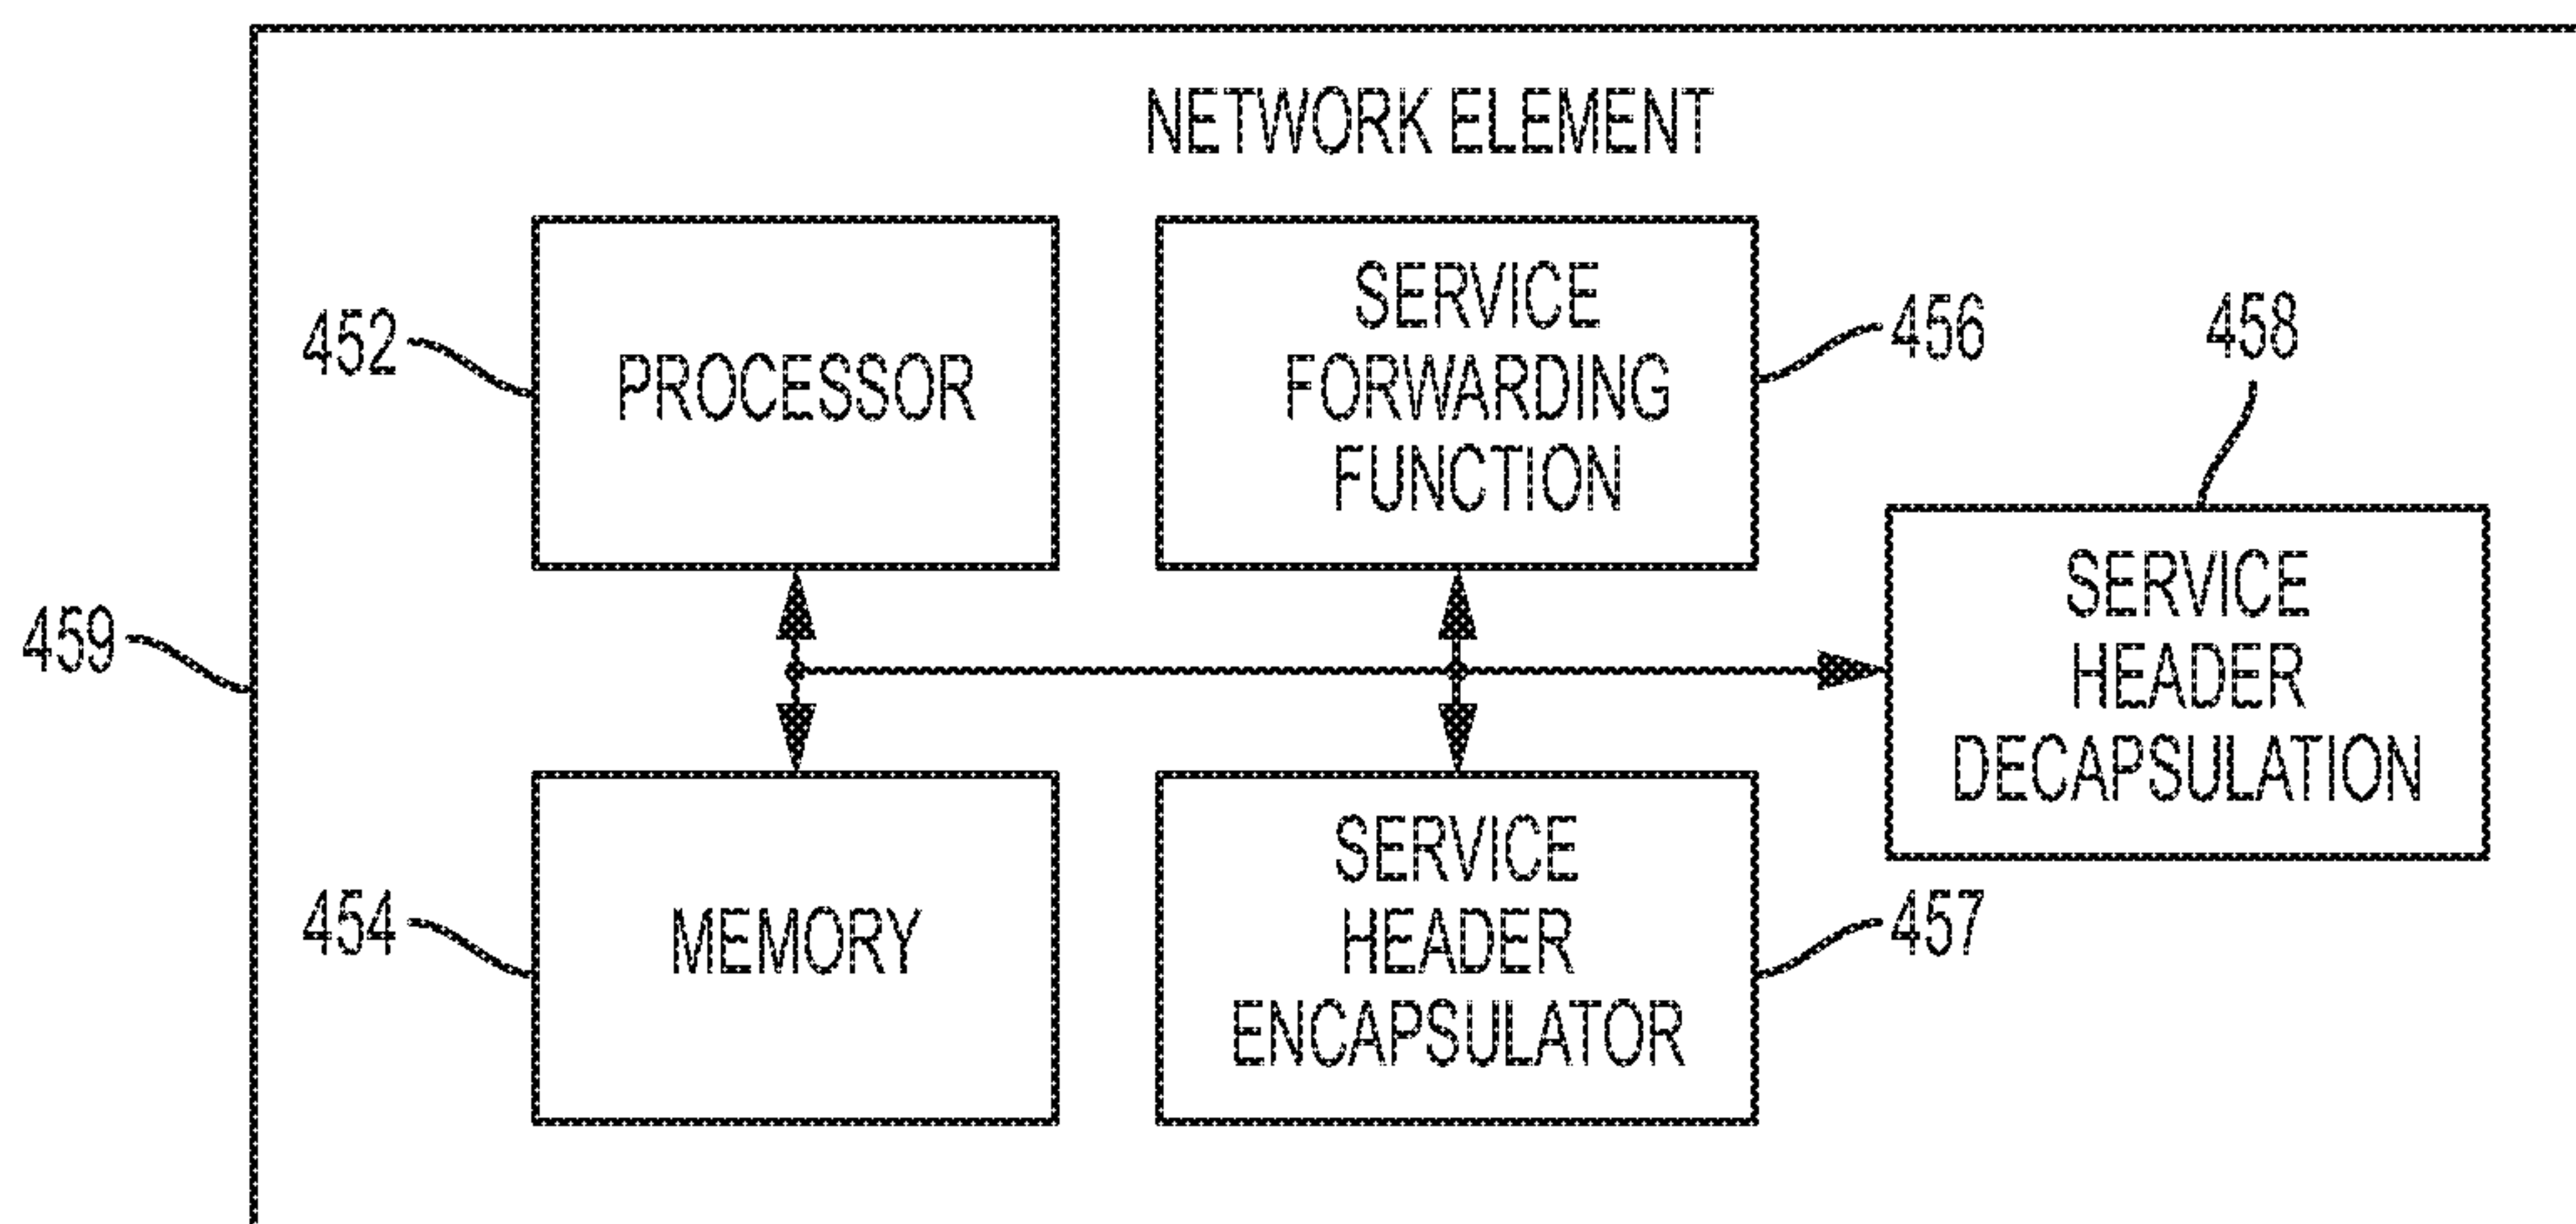 NETWORK ELEMENT
452
PROCESSOR
SERVICE
FORWARDING
FUNCTION
456
458
459
SERVICE
HEADER
DECAPSULATION
454
MEMORY
SERVICE
HEADER
ENCAPSULATOR
457